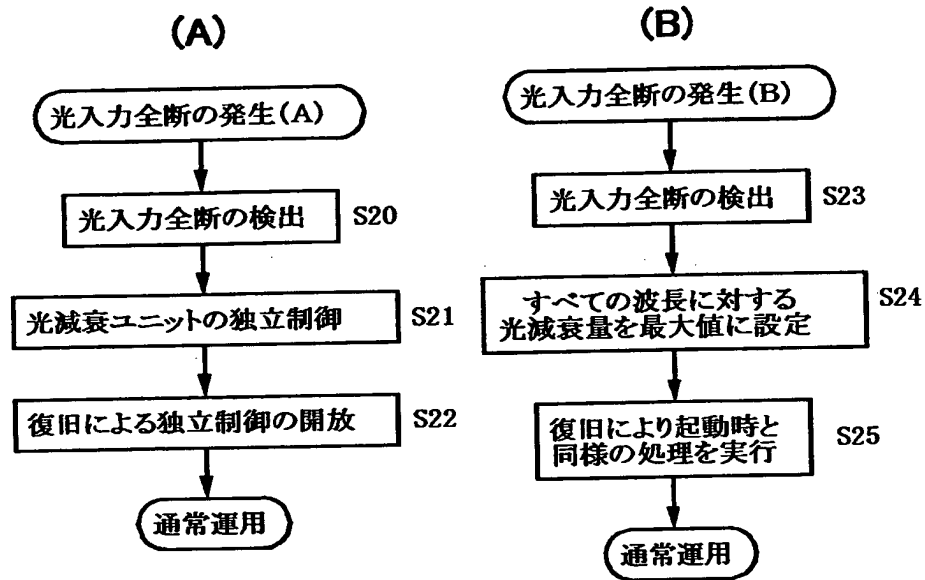 (A)
光入力全断の発生(A)
光入力全断の検出
S20
光減衰ユニットの独立制御
S21
復旧による独立制御の開放
S22
通常運用
(B)
光入力全断の発生(B)
光入力全断の検出
S23
すべての波長に対する
光減衰量を最大値に設定
S24
復旧により起動時と
同様の処理を実行
S25
通常運用